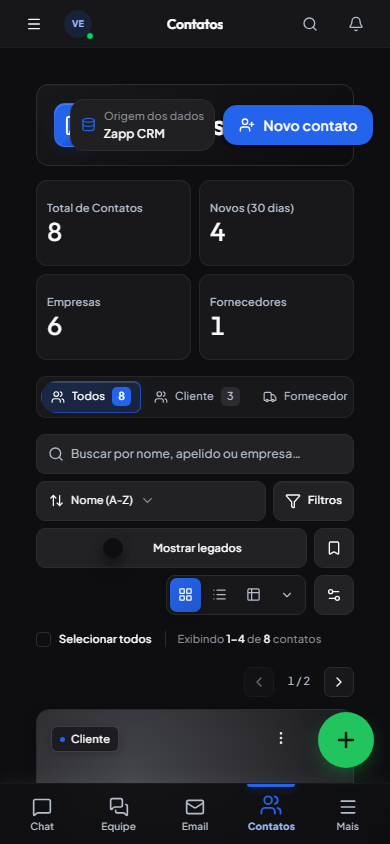 VE
Contatos
Origem dos dados
Zapp CRM
Novo contato
Total de Contatos
8
Novos (30 dias)
4
Empresas
6
Fornecedores
1
Todos 8
Cliente 3
Fornecedor
Buscar por nome, apelido ou empresa...
Nome (A-Z)
Filtros
Mostrar legados
Selecionar todos
Exibindo 1–4 de 8 contatos
1/2
Cliente
Chat
Equipe
Email
Contatos
Mais